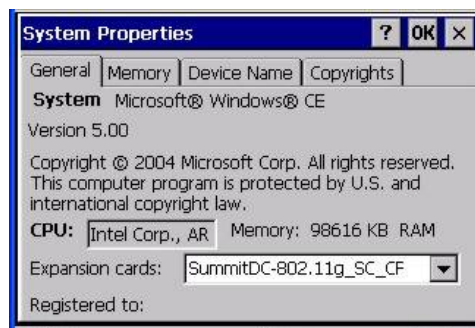 System Properties ? OK ×
General Memory Device Name Copyrights
System Microsoft® Windows® CE
Version 5.00
Copyright © 2004 Microsoft Corp. All rights reserved.
This computer program is protected by U.S. and
international copyright law.
CPU: Intel Corp., AR Memory: 98616 KB RAM
Expansion cards: SummitDC-802.11g_SC_CF
Registered to: